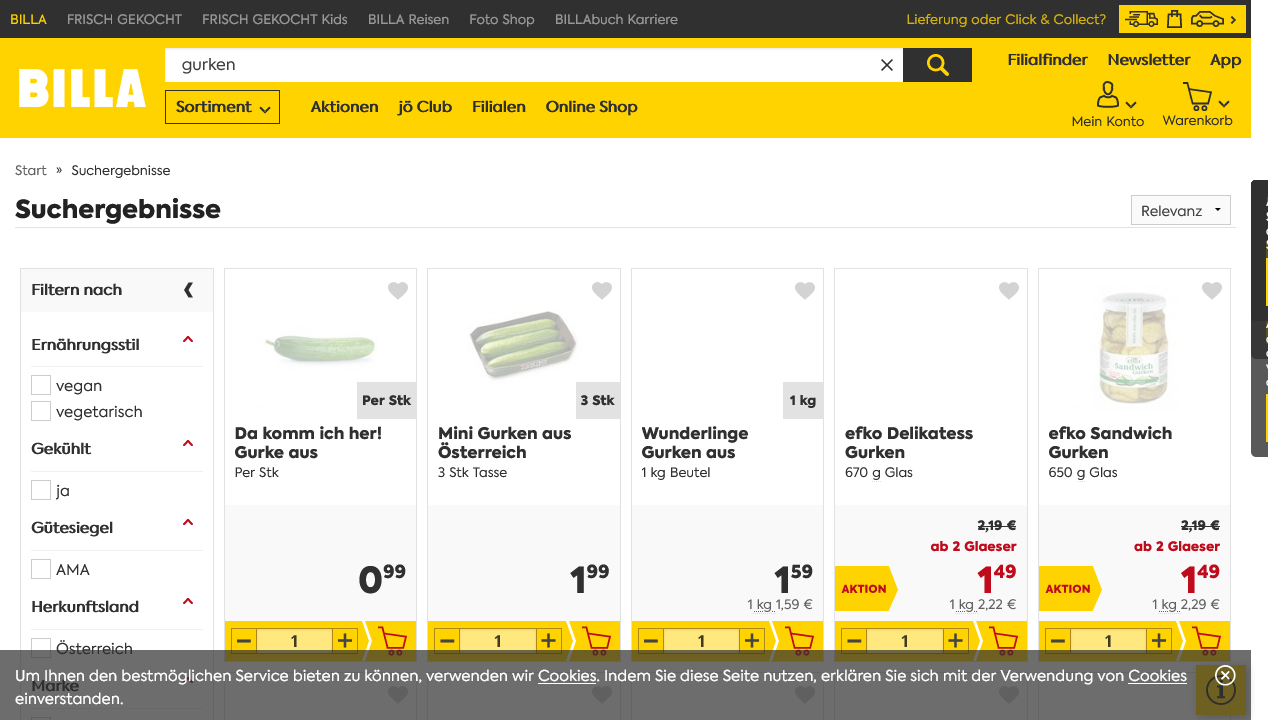 BILLA FRISCH GEKOCHT FRISCH GEKOCHT Kids BILLA Reisen Foto Shop BILLAbuch Karriere Lieferung oder Click & Collect?
BILLA
gurken
Filialfinder Newsletter App
Sortiment Aktionen jö Club Filialen Online Shop
Mein Konto Warenkorb
Start » Suchergebnisse
Suchergebnisse
Relevanz
Filtern nach
Ernährungsstil
vegan
vegetarisch
Gekühlt
ja
Gütesiegel
AMA
Herkunftsland
Österreich
Marke
Per Stk
Da komm ich her!
Gurke aus
Per Stk
0 99
1
3 Stk
Mini Gurken aus
Österreich
3 Stk Tasse
1 99
1
1 kg
Wunderlinge
Gurken aus
1 kg Beutel
1 59
1 kg 1,59 €
1
efko Delikatess
Gurken
670 g Glas
2,19 €
ab 2 Glaeser
AKTION
1 49
1 kg 2,22 €
1
Sandwich
Gurken
efko Sandwich
Gurken
650 g Glas
2,19 €
ab 2 Glaeser
AKTION
1 49
1 kg 2,29 €
1
Um Ihnen den bestmöglichen Service bieten zu können, verwenden wir Cookies. Indem Sie diese Seite nutzen, erklären Sie sich mit der Verwendung von Cookies
einverstanden.